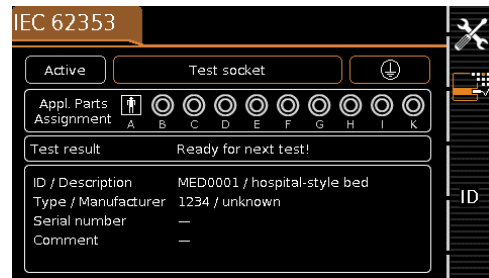 IEC 62353
Active Test socket
Appl. Parts
Assignment A B C D E F G H I K
Test result Ready for next test!
ID / Description MED0001 / hospital-style bed
Type / Manufacturer 1234 / unknown
Serial number —
Comment —
ID